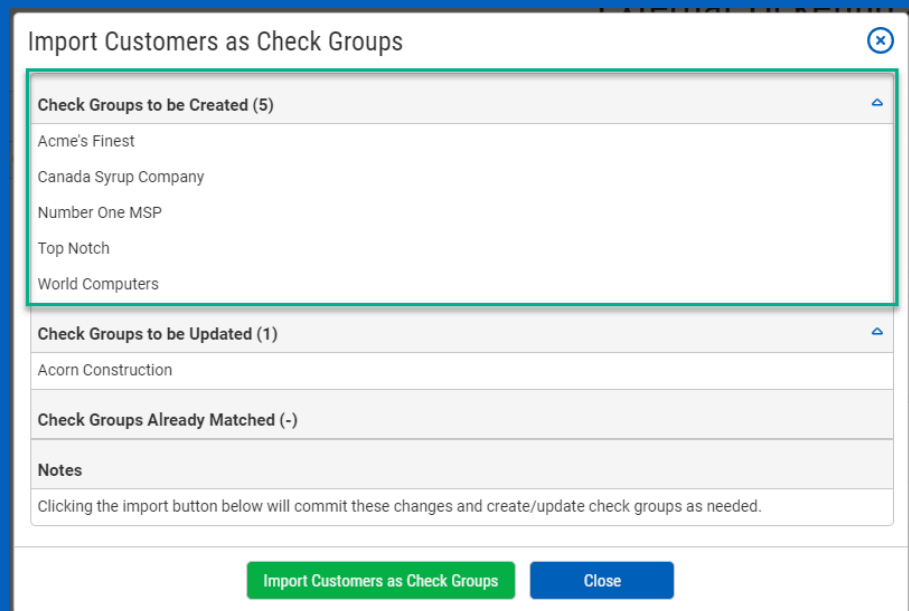 Import Customers as Check Groups
Check Groups to be Created (5)
Acme's Finest
Canada Syrup Company
Number One MSP
Top Notch
World Computers
Check Groups to be Updated (1)
Acorn Construction
Check Groups Already Matched (-)
Notes
Clicking the import button below will commit these changes and create/update check groups as needed.
Import Customers as Check Groups
Close